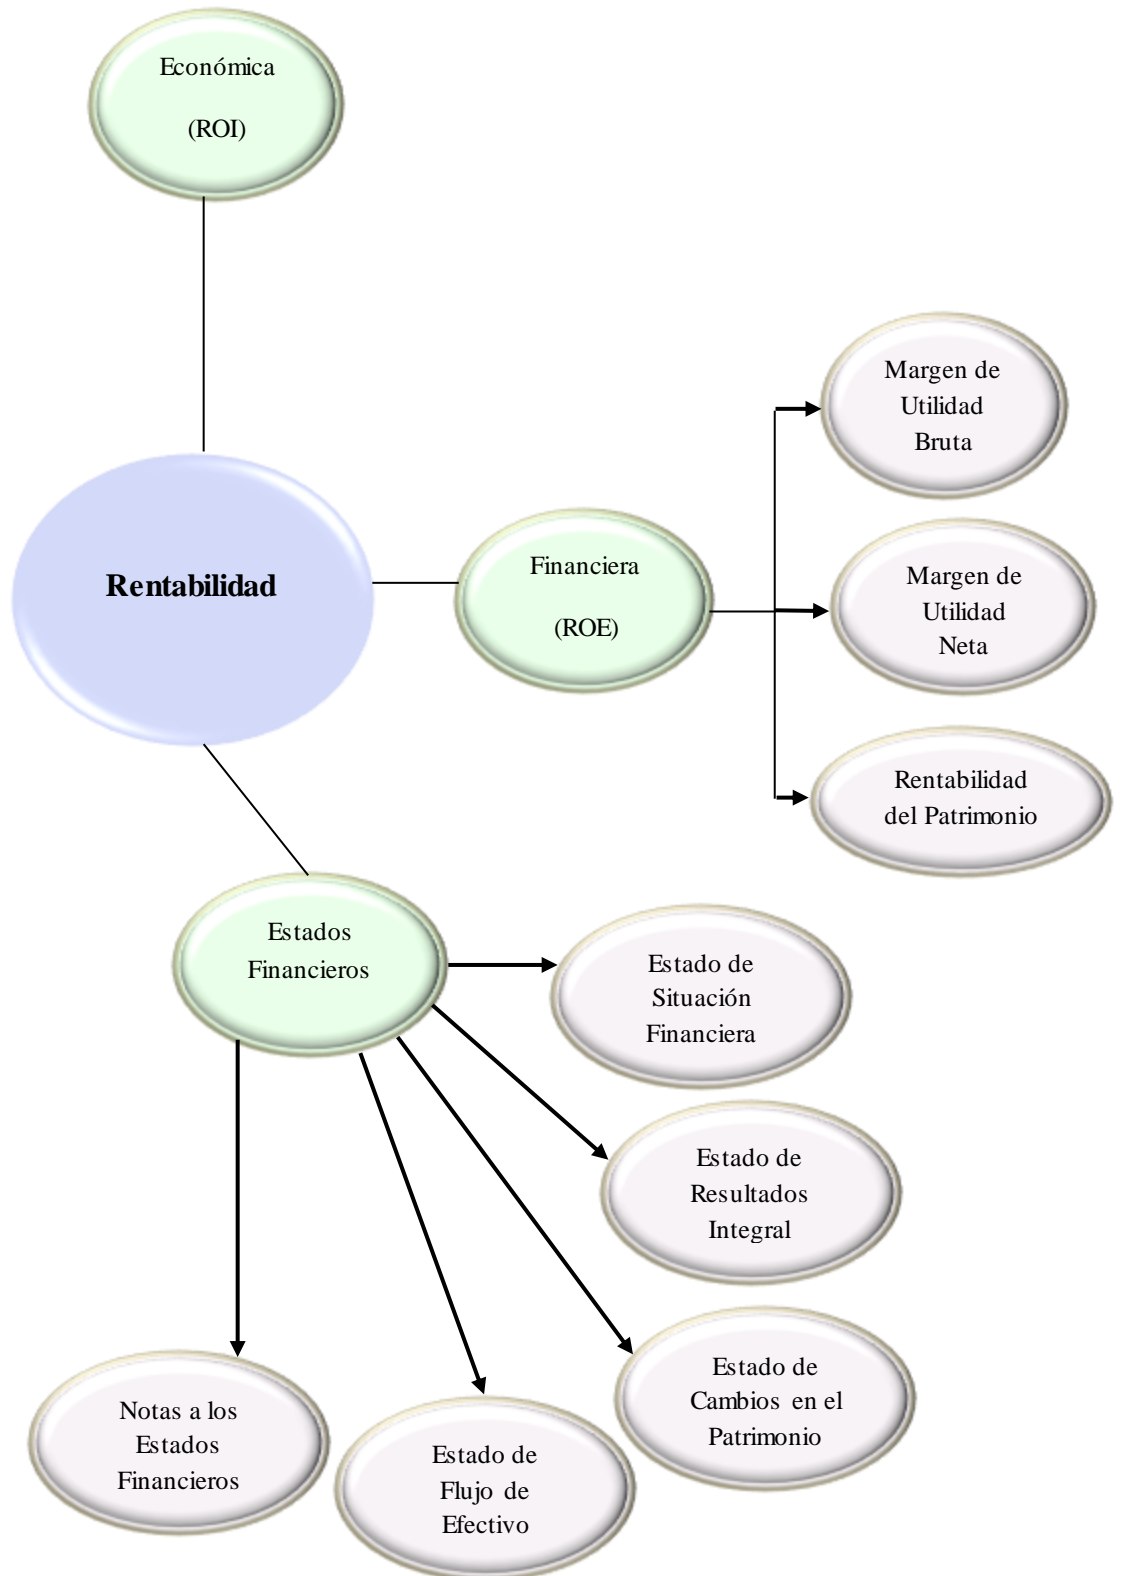 Económica
(ROI)
Margen de
Utilidad
Bruta
Rentabilidad
Financiera
(ROE)
Margen de
Utilidad
Neta
Rentabilidad
del Patrimonio
Estados
Financieros
Estado de
Situación
Financiera
Estado de
Resultados
Integral
Estado de
Cambios en el
Patrimonio
Notas a los
Estados
Financieros
Estado de
Flujo de
Efectivo